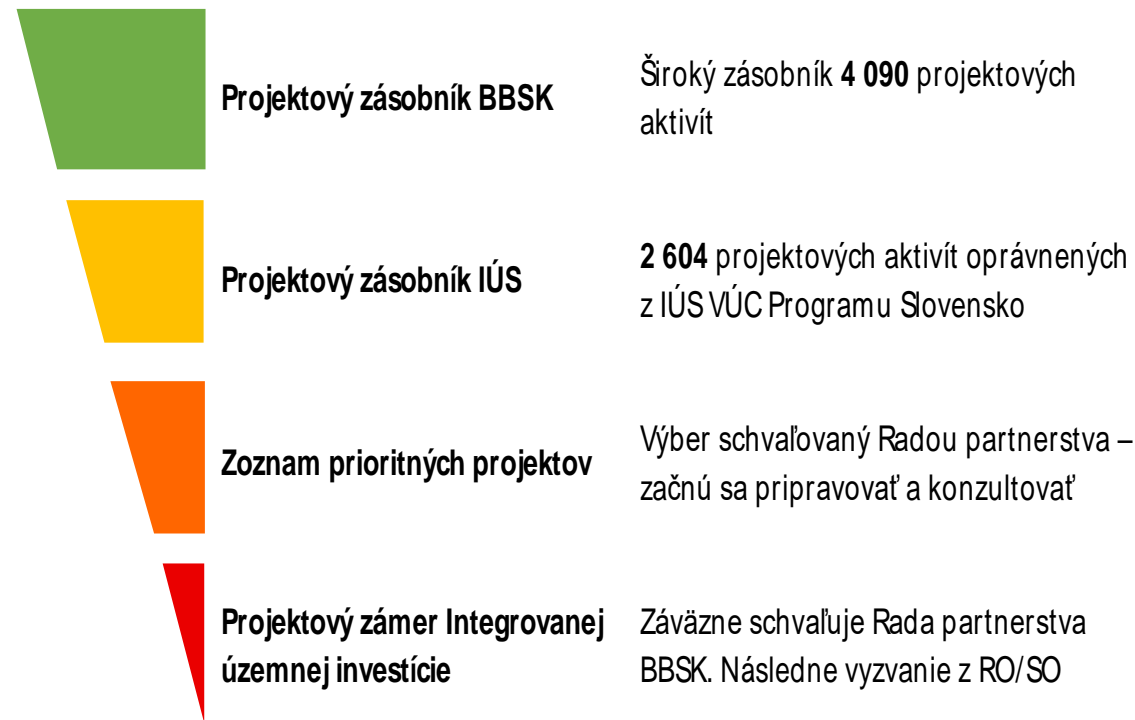 Projektový zásobník BBSK
Široký zásobník 4 090 projektových
aktivít
Projektový zásobník IÚS
2 604 projektových aktivít oprávnených
z IÚS VÚC Programu Slovensko
Zoznam prioritných projektov
Výber schvaľovaný Radou partnerstva –
začnú sa pripravovať a konzultovať
Projektový zámer Integrovanej
územnej investície
Záväzne schvaľuje Rada partnerstva
BBSK. Následne vyzvanie z RO/SO